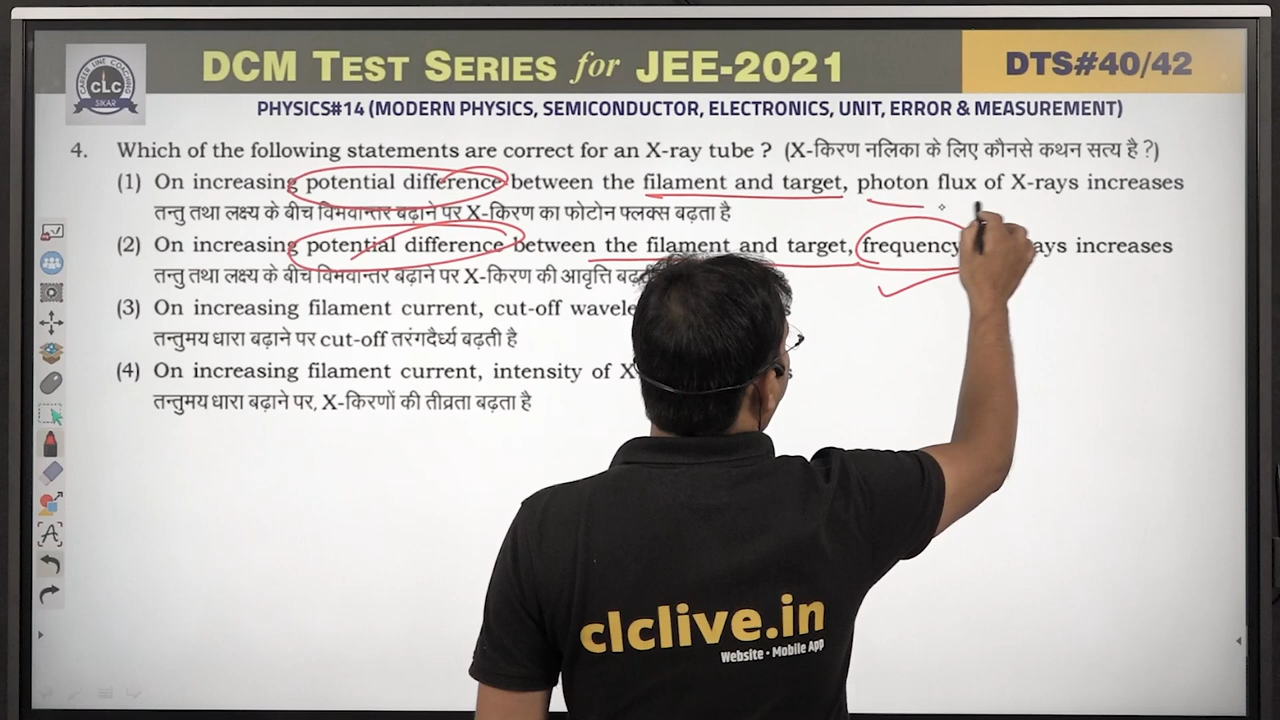 CAREER LINE COACHING
CLC
SIKAR
DCM TEST SERIES for JEE-2021
DTS#40/42
PHYSICS#14 (MODERN PHYSICS, SEMICONDUCTOR, ELECTRONICS, UNIT, ERROR & MEASUREMENT)
4. Which of the following statements are correct for an X-ray tube ? (X-किरण नलिका के लिए कौनसे कथन सत्य है ?)
(1) On increasing potential difference between the filament and target, photon flux of X-rays increases
तन्तु तथा लक्ष्य के बीच विभवान्तर बढ़ाने पर X-किरण का फोटोन फ्लक्स बढ़ता है
(2) On increasing potential difference between the filament and target, frequency ays increases
तन्तु तथा लक्ष्य के बीच विभवान्तर बढ़ाने पर X-किरण की आवृत्ति
(3) On increasing filament current, cut-off
तन्तुमय धारा बढ़ाने पर cut-off तरंगदैर्ध्य बढ़ती है
(4) On increasing filament current, intensity of X
तन्तुमय धारा बढ़ाने पर, X-किरणों की तीव्रता बढ़ता है
A
clclive.in
Website • Mobile App